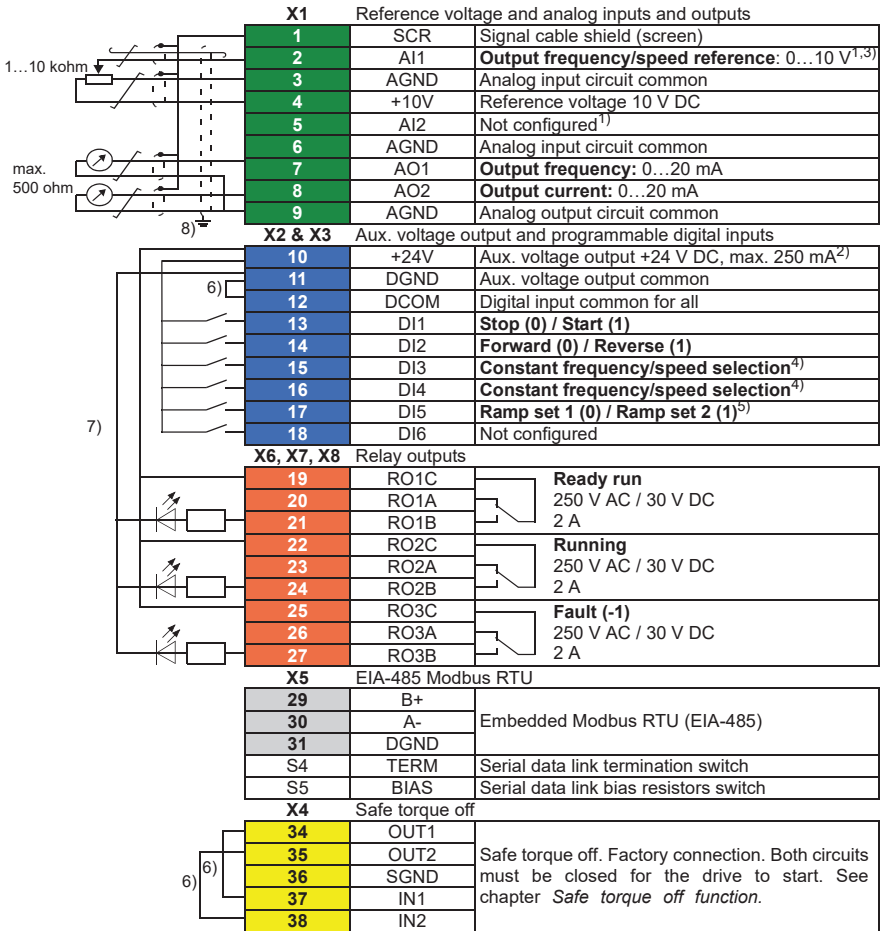 X1 Reference voltage and analog inputs and outputs
1 SCR Signal cable shield (screen)
2 AI1 Output frequency/speed reference: 0…10 V1,3)
1…10 kohm
3 AGND Analog input circuit common
4 +10V Reference voltage 10 V DC
5 AI2 Not configured1)
6 AGND Analog input circuit common
7 AO1 Output frequency: 0…20 mA
max.
500 ohm
8 AO2 Output current: 0…20 mA
9 AGND Analog output circuit common
8)
X2 & X3 Aux. voltage output and programmable digital inputs
10 +24V Aux. voltage output +24 V DC, max. 250 mA2)
11 DGND Aux. voltage output common
6)
12 DCOM Digital input common for all
13 DI1 Stop (0) / Start (1)
14 DI2 Forward (0) / Reverse (1)
15 DI3 Constant frequency/speed selection4)
16 DI4 Constant frequency/speed selection4)
17 DI5 Ramp set 1 (0) / Ramp set 2 (1)5)
7)
18 DI6 Not configured
X6, X7, X8 Relay outputs
19 RO1C Ready run
20 RO1A 250 V AC / 30 V DC
21 RO1B 2 A
22 RO2C Running
23 RO2A 250 V AC / 30 V DC
24 RO2B 2 A
25 RO3C Fault (-1)
26 RO3A 250 V AC / 30 V DC
27 RO3B 2 A
X5 EIA-485 Modbus RTU
29 B+
30 A- Embedded Modbus RTU (EIA-485)
31 DGND
S4 TERM Serial data link termination switch
S5 BIAS Serial data link bias resistors switch
X4 Safe torque off
34 OUT1
35 OUT2 Safe torque off. Factory connection. Both circuits
6) 6)
36 SGND must be closed for the drive to start. See
37 IN1 chapter Safe torque off function.
38 IN2